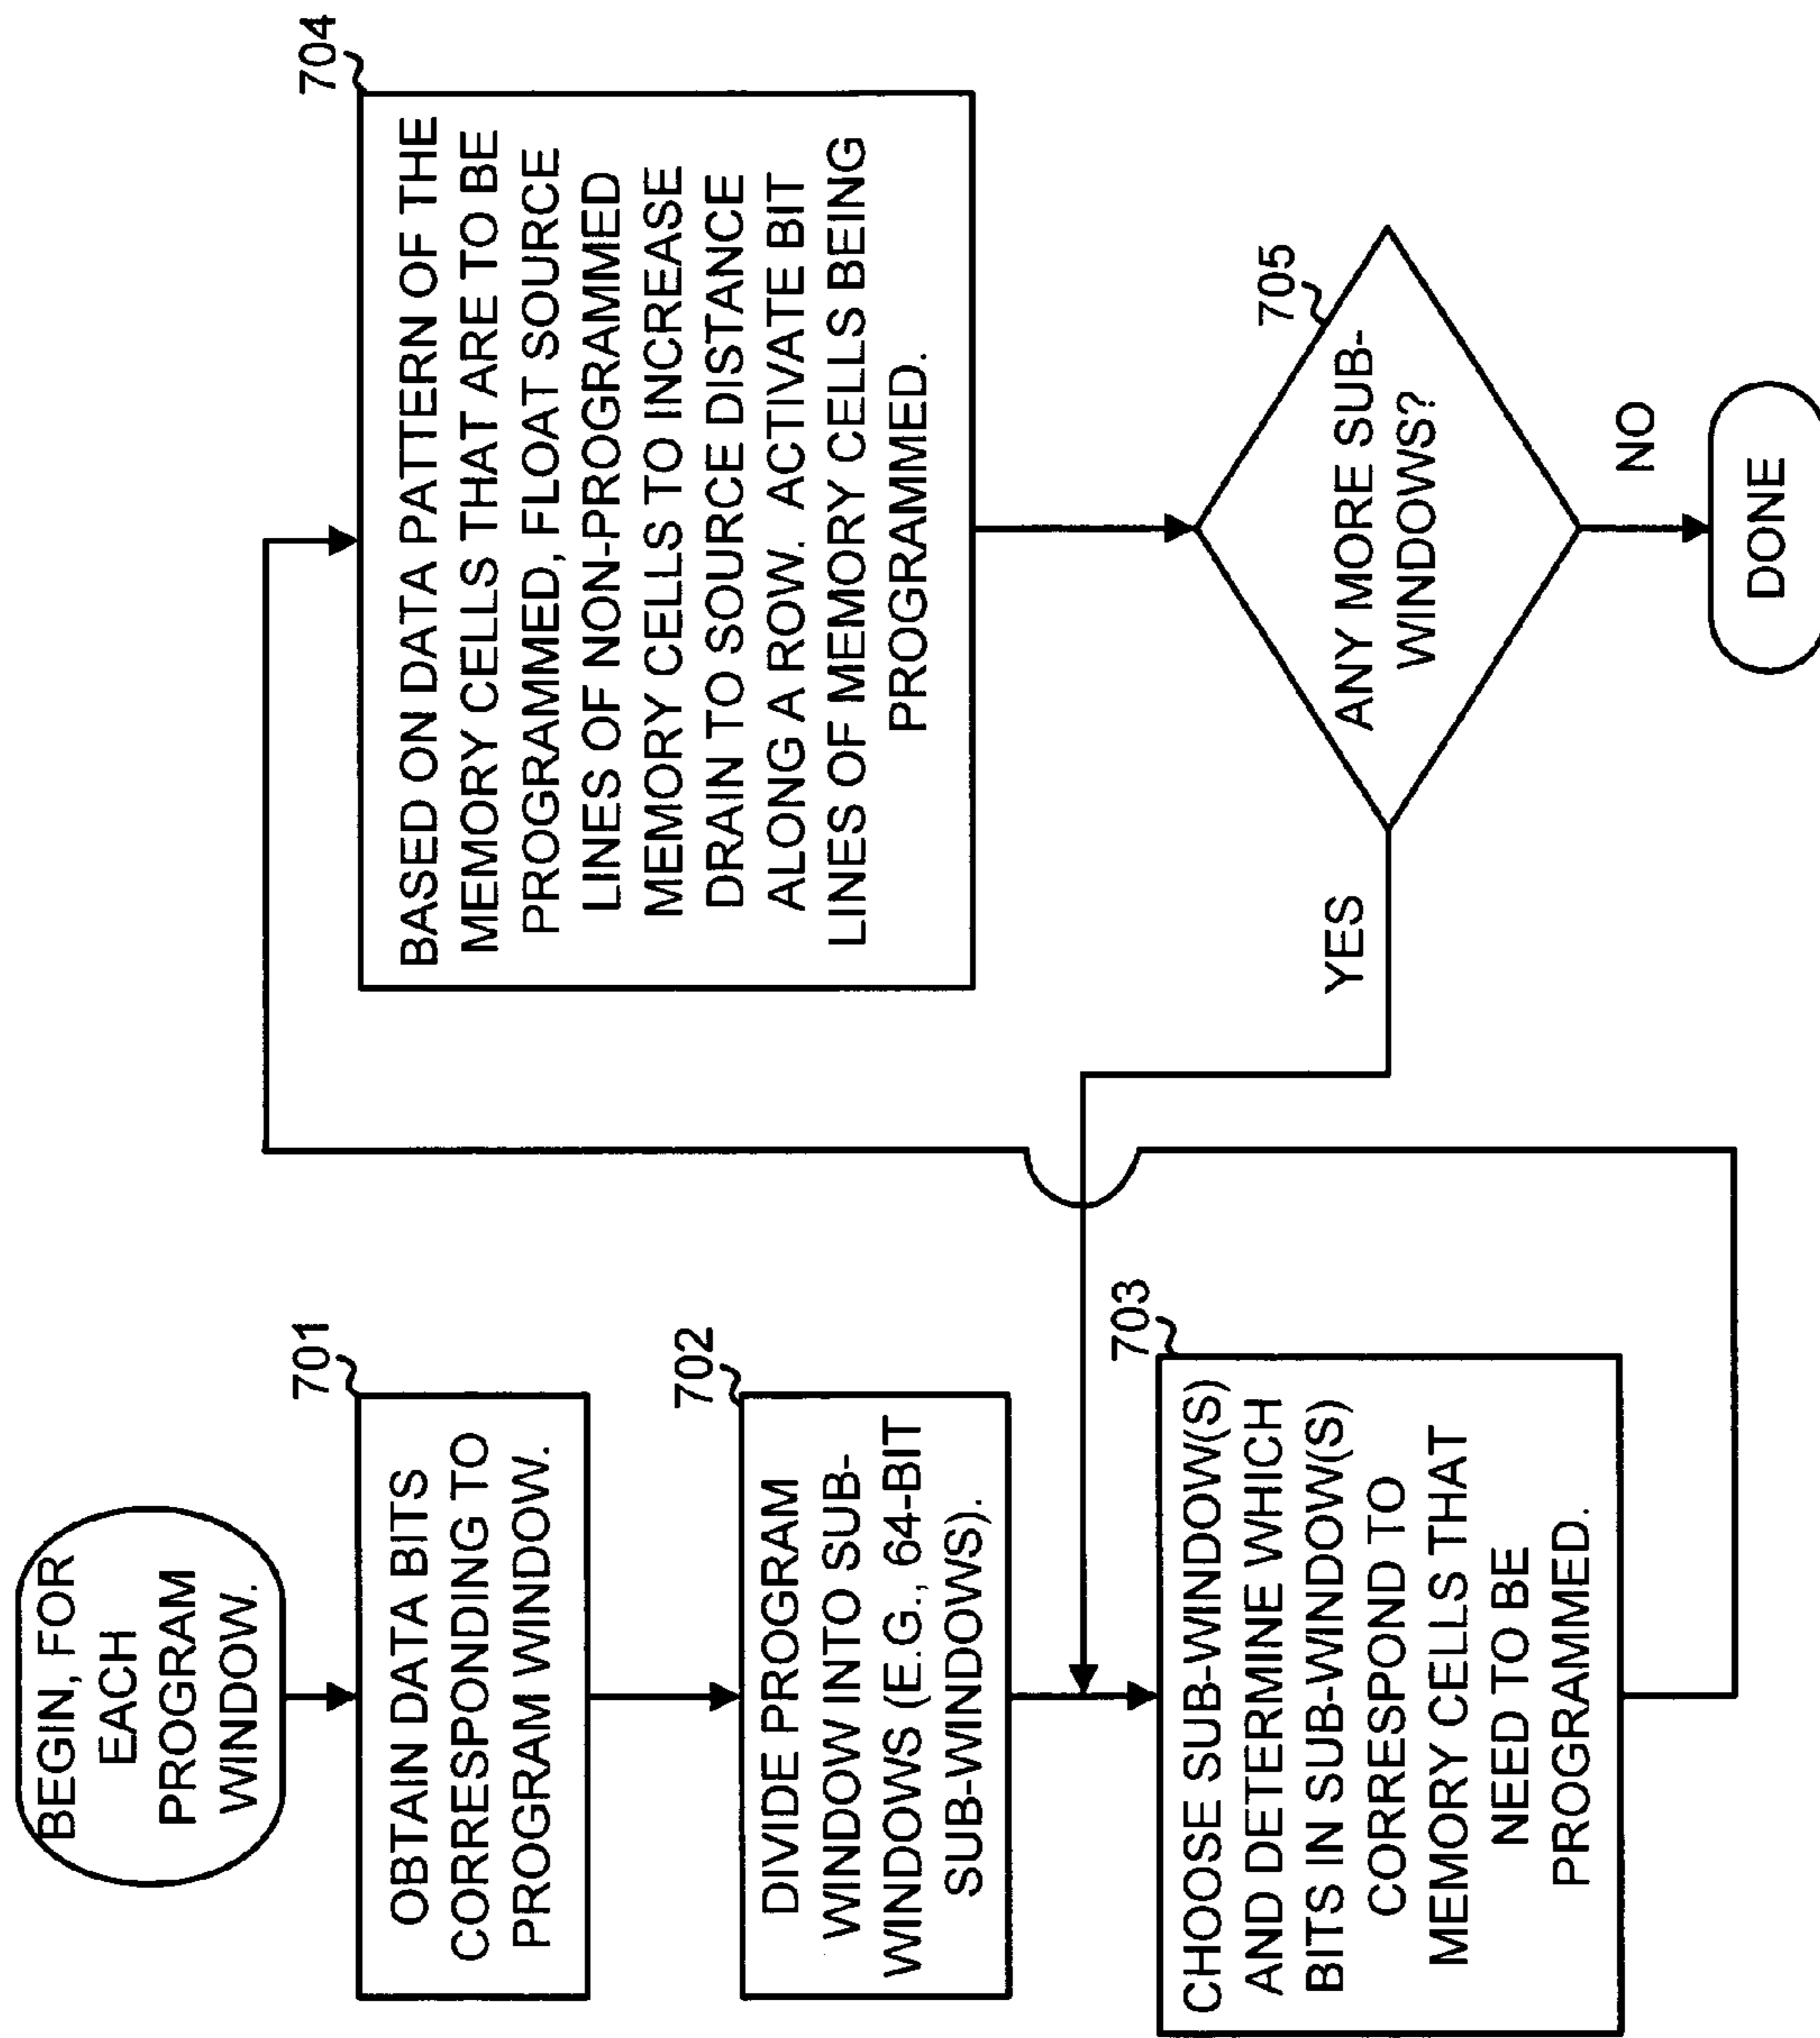 BEGIN, FOR
EACH
PROGRAM
WINDOW.
701
OBTAIN DATA BITS
CORRESPONDING TO
PROGRAM WINDOW.
702
DIVIDE PROGRAM
WINDOW INTO SUB-
WINDOWS (E.G., 64-BIT
SUB-WINDOWS).
703
CHOOSE SUB-WINDOW(S)
AND DETERMINE WHICH
BITS IN SUB-WINDOW(S)
CORRESPOND TO
MEMORY CELLS THAT
NEED TO BE
PROGRAMMED.
704
BASED ON DATA PATTERN OF THE
MEMORY CELLS THAT ARE TO BE
PROGRAMMED, FLOAT SOURCE
LINES OF NON-PROGRAMMED
MEMORY CELLS TO INCREASE
DRAIN TO SOURCE DISTANCE
ALONG A ROW. ACTIVATE BIT
LINES OF MEMORY CELLS BEING
PROGRAMMED.
705
ANY MORE SUB-
WINDOWS?
YES
NO
DONE